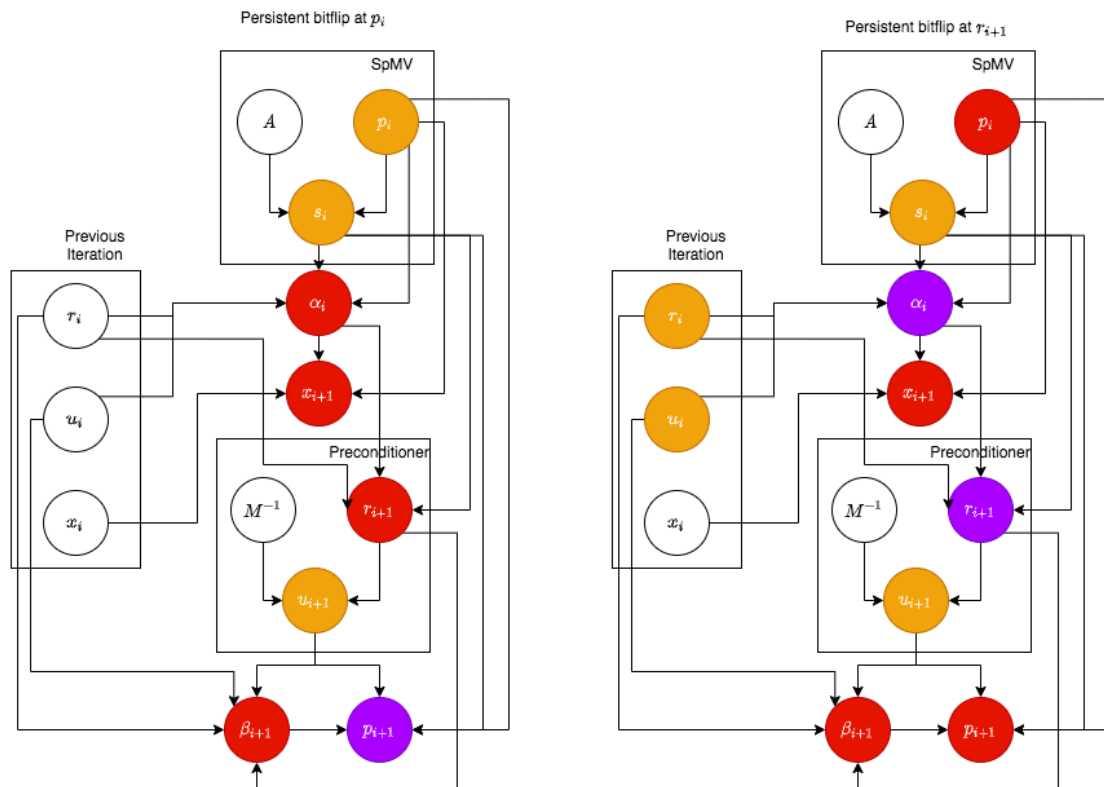 Persistent bitflip at p_i
SpMV
A
p_i
s_i
Previous
Iteration
r_i
α_i
x_{i+1}
u_i
Preconditioner
x_i
M^{-1}
r_{i+1}
u_{i+1}
β_{i+1}
p_{i+1}
Persistent bitflip at r_{i+1}
SpMV
A
p_i
s_i
Previous
Iteration
r_i
α_i
x_{i+1}
u_i
Preconditioner
x_i
M^{-1}
r_{i+1}
u_{i+1}
β_{i+1}
p_{i+1}